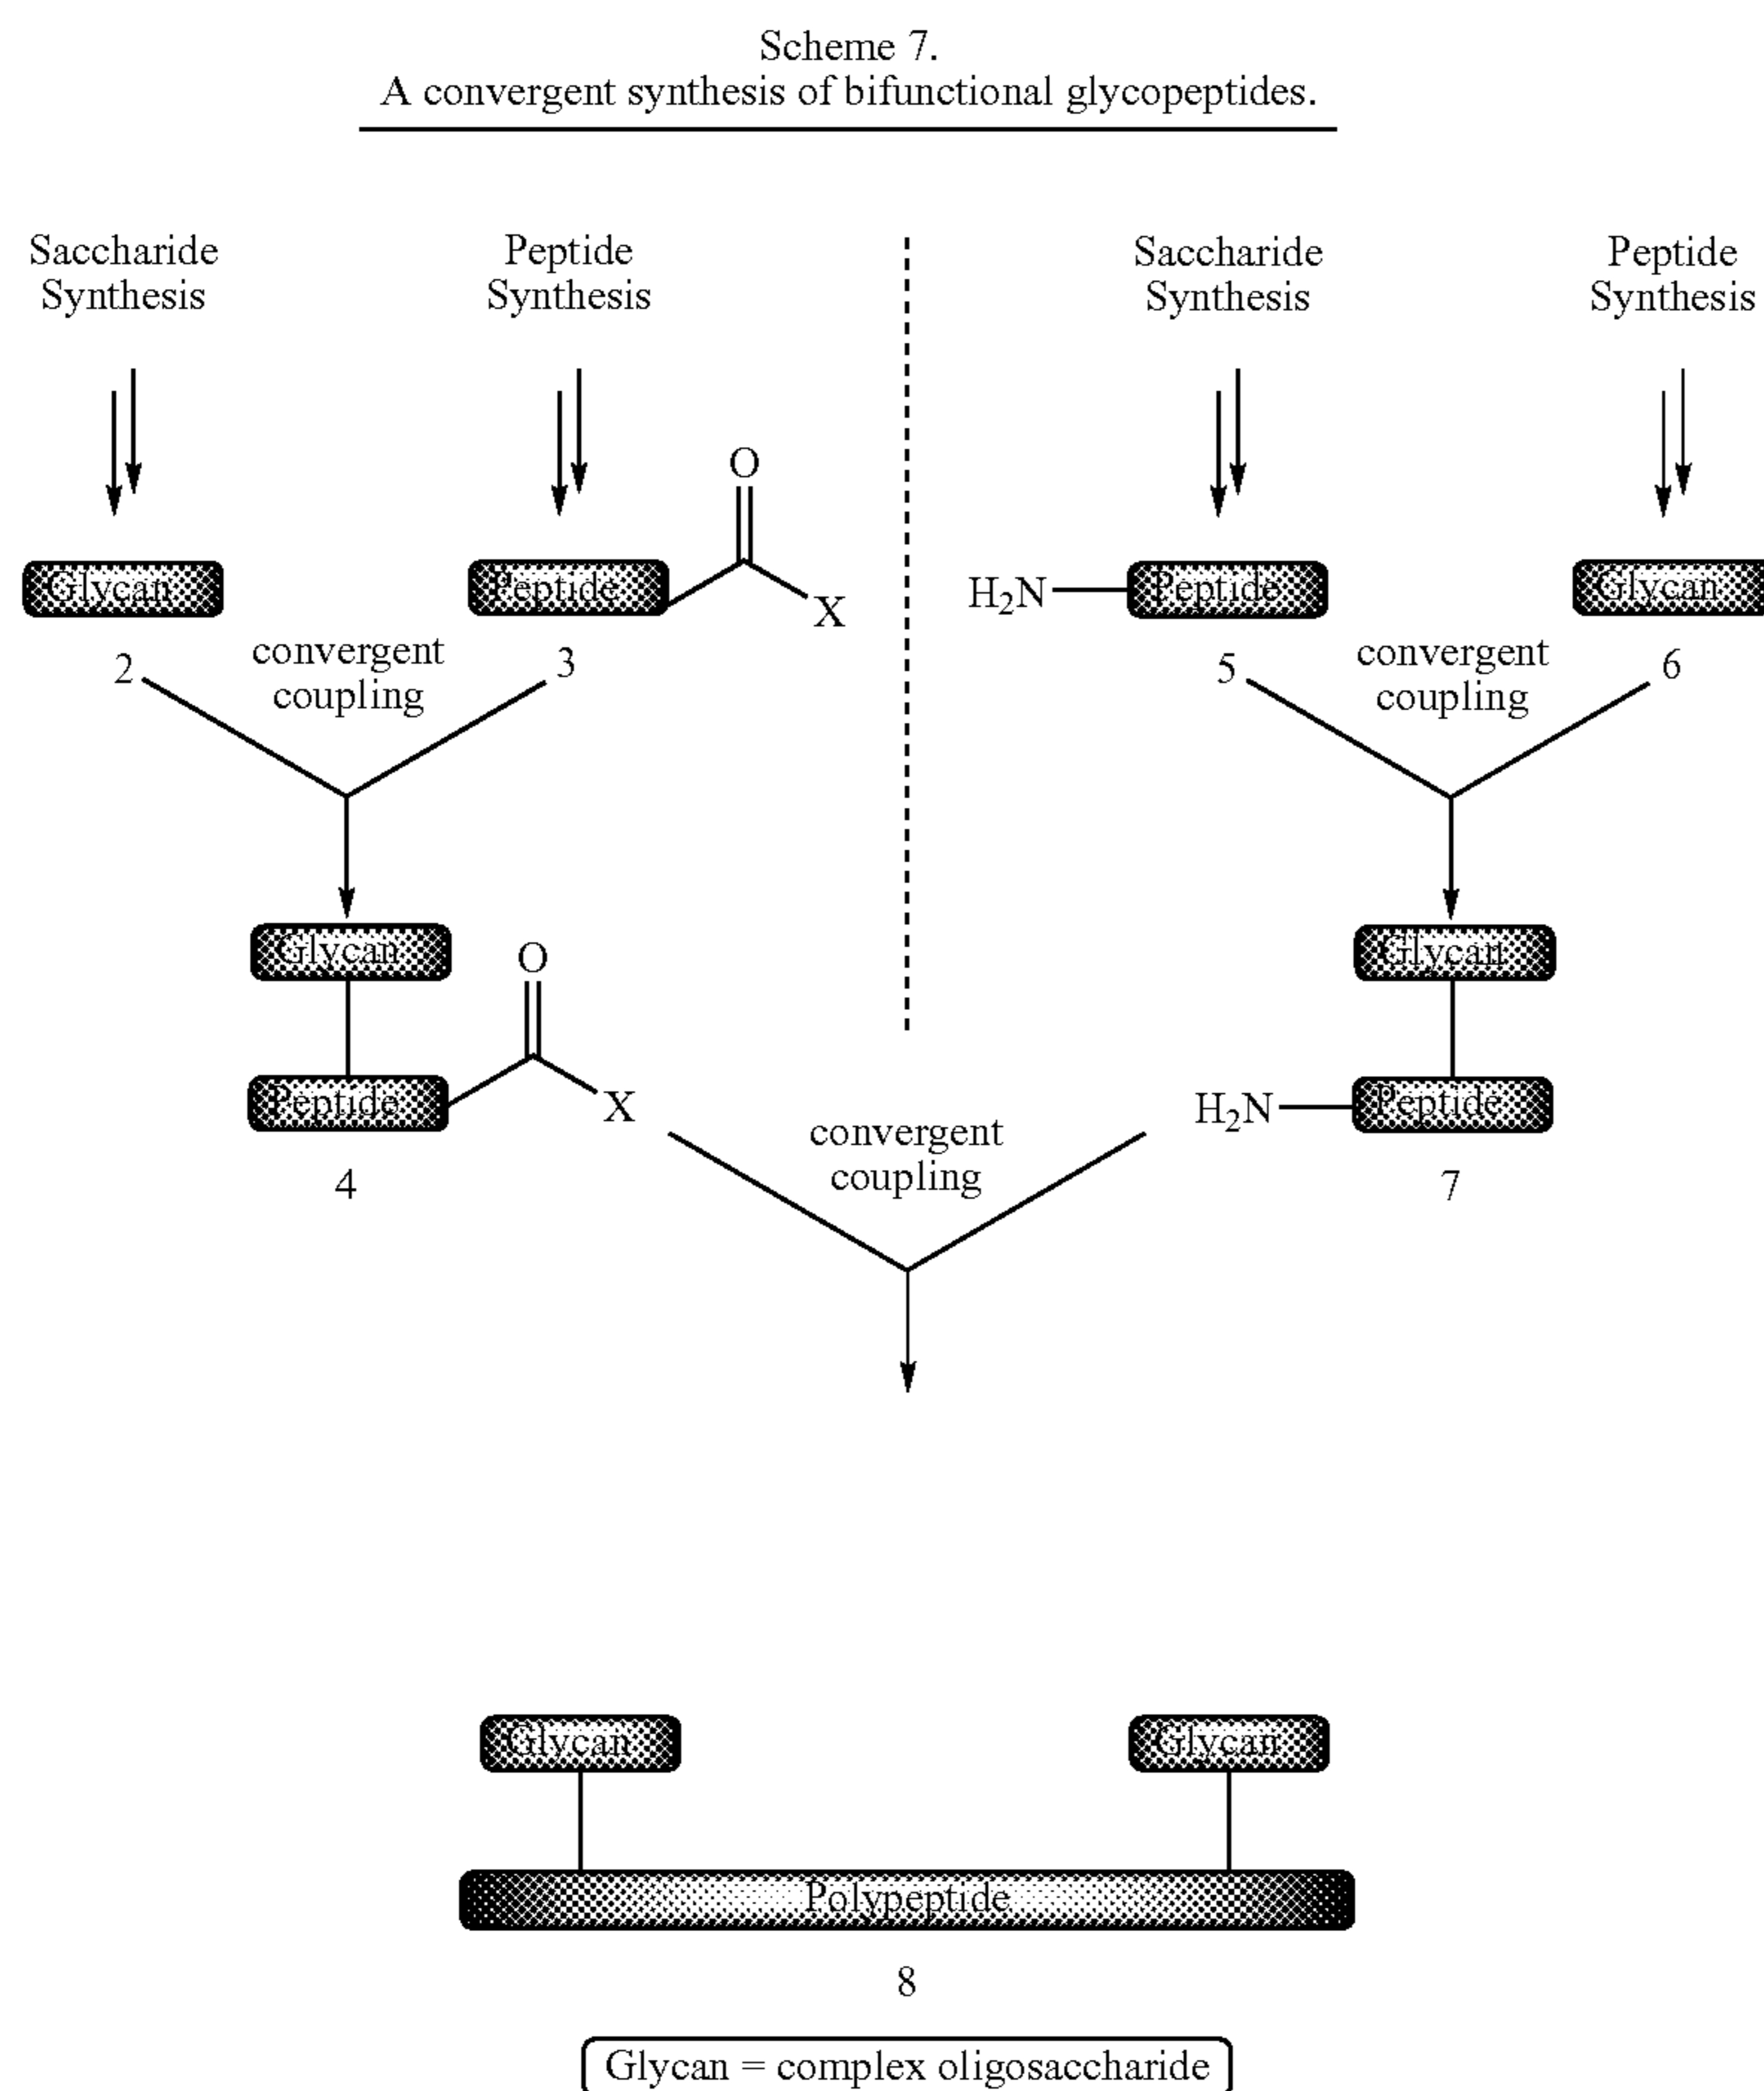 Scheme 7.
A convergent synthesis of bifunctional glycopeptides.
Saccharide
Synthesis
Peptide
Synthesis
Saccharide
Synthesis
Peptide
Synthesis
Glycan
Peptide
O
X
H₂N
Peptide
Glycan
2
convergent
coupling
3
5
convergent
coupling
6
Glycan
Peptide
O
X
4
convergent
coupling
Glycan
H₂N
Peptide
7
Glycan
Glycan
Polypeptide
8
Glycan = complex oligosaccharide